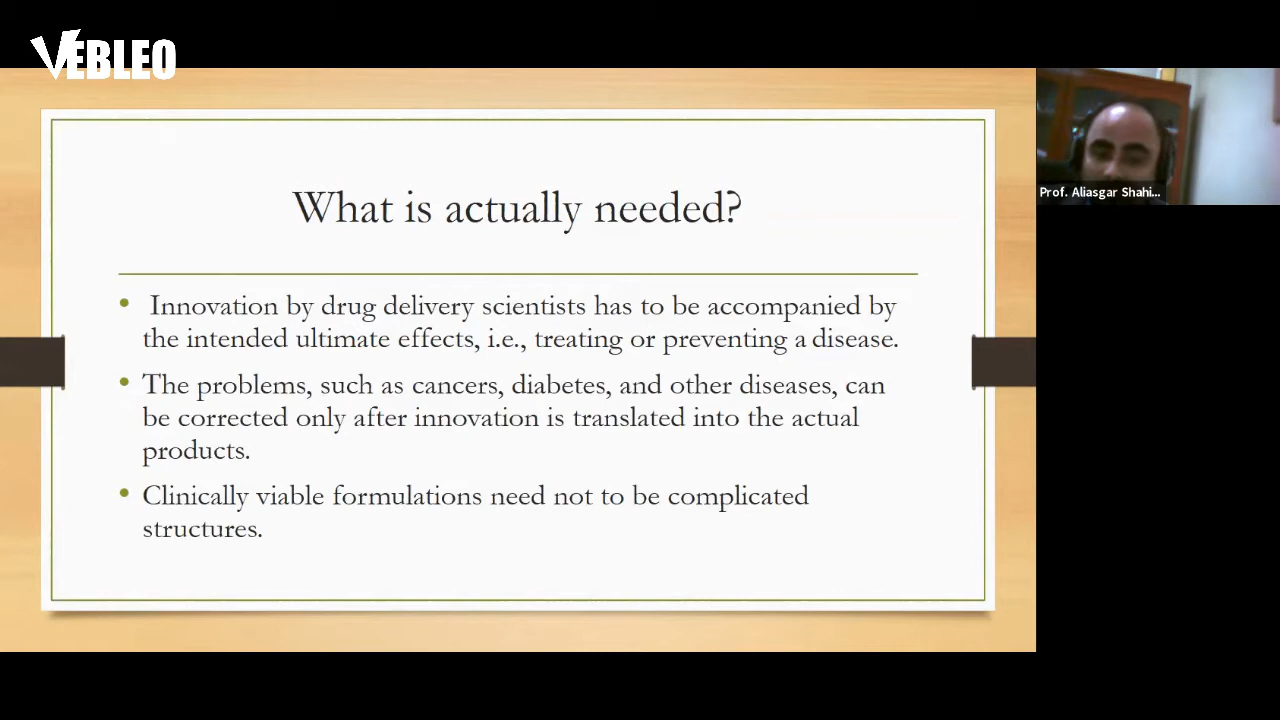 VEBLEO
What is actually needed?
Innovation by drug delivery scientists has to be accompanied by
the intended ultimate effects, i.e., treating or preventing a disease.
The problems, such as cancers, diabetes, and other diseases, can
be corrected only after innovation is translated into the actual
products.
Clinically viable formulations need not to be complicated
structures.
Prof. Aliasgar Shahi...